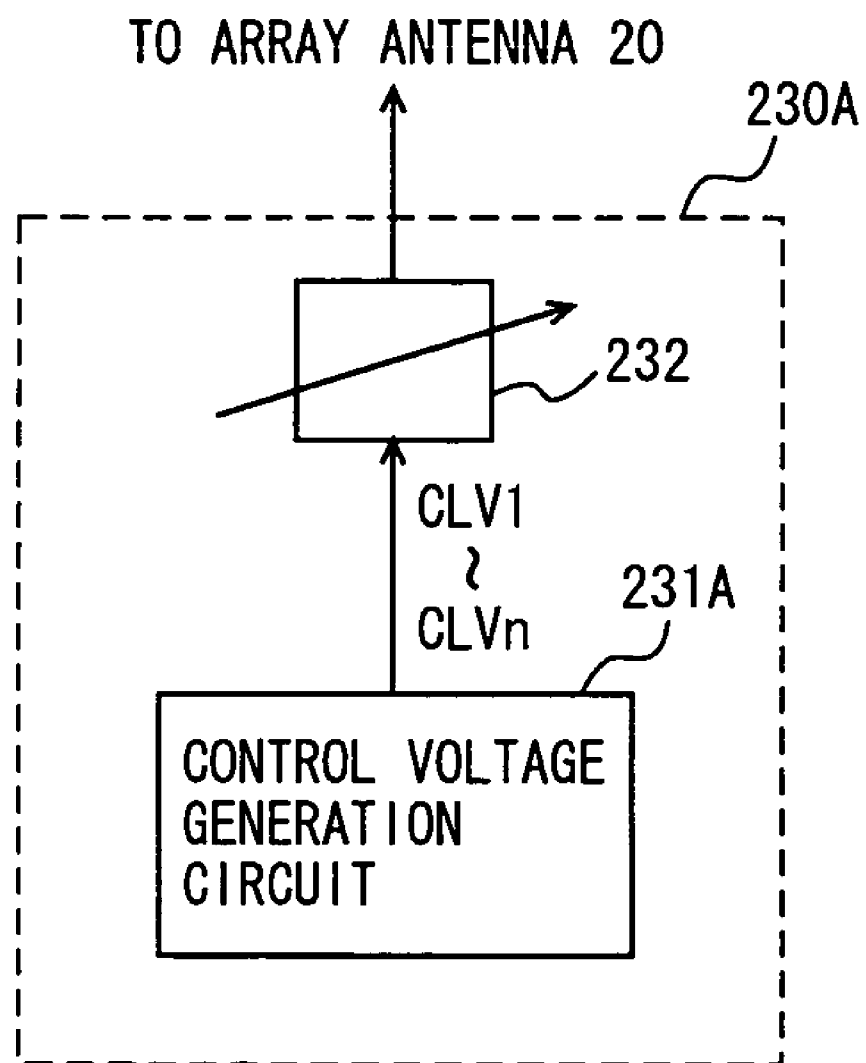 TO ARRAY ANTENNA 20
230A
232
CLV1
~
CLVn
231A
CONTROL VOLTAGE
GENERATION
CIRCUIT